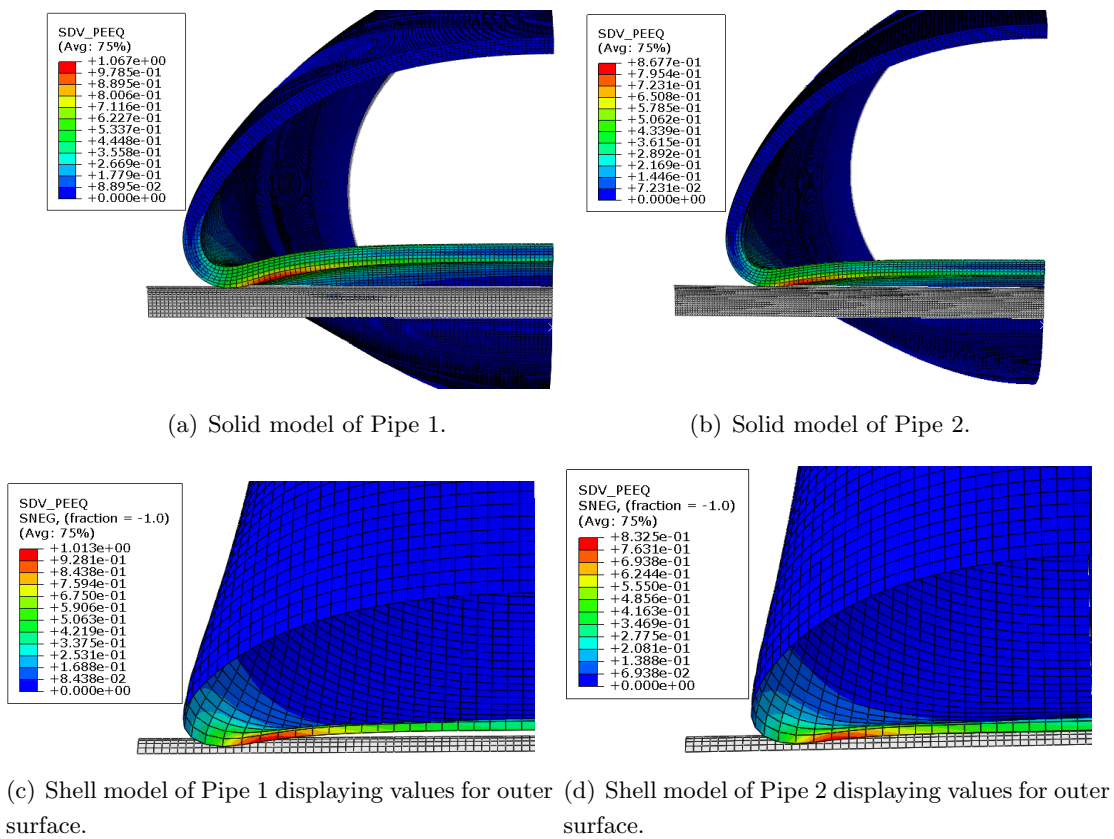 SDV_PEEQ
(Avg: 75%)
+1.067e+00
+9.785e-01
+8.895e-01
+8.006e-01
+7.116e-01
+6.227e-01
+5.337e-01
+4.448e-01
+3.558e-01
+2.669e-01
+1.779e-01
+8.895e-02
+0.000e+00
SDV_PEEQ
(Avg: 75%)
+8.677e-01
+7.954e-01
+7.231e-01
+6.508e-01
+5.785e-01
+5.062e-01
+4.339e-01
+3.615e-01
+2.892e-01
+2.169e-01
+1.446e-01
+7.231e-02
+0.000e+00
(a) Solid model of Pipe 1.
(b) Solid model of Pipe 2.
SDV_PEEQ
SNEG, (fraction = -1.0)
(Avg: 75%)
+1.013e+00
+9.281e-01
+8.438e-01
+7.594e-01
+6.750e-01
+5.906e-01
+5.063e-01
+4.219e-01
+3.375e-01
+2.531e-01
+1.688e-01
+8.438e-02
+0.000e+00
SDV_PEEQ
SNEG, (fraction = -1.0)
(Avg: 75%)
+8.325e-01
+7.631e-01
+6.938e-01
+6.244e-01
+5.550e-01
+4.856e-01
+4.163e-01
+3.469e-01
+2.775e-01
+2.081e-01
+1.388e-01
+6.938e-02
+0.000e+00
(c) Shell model of Pipe 1 displaying values for outer
surface.
(d) Shell model of Pipe 2 displaying values for outer
surface.